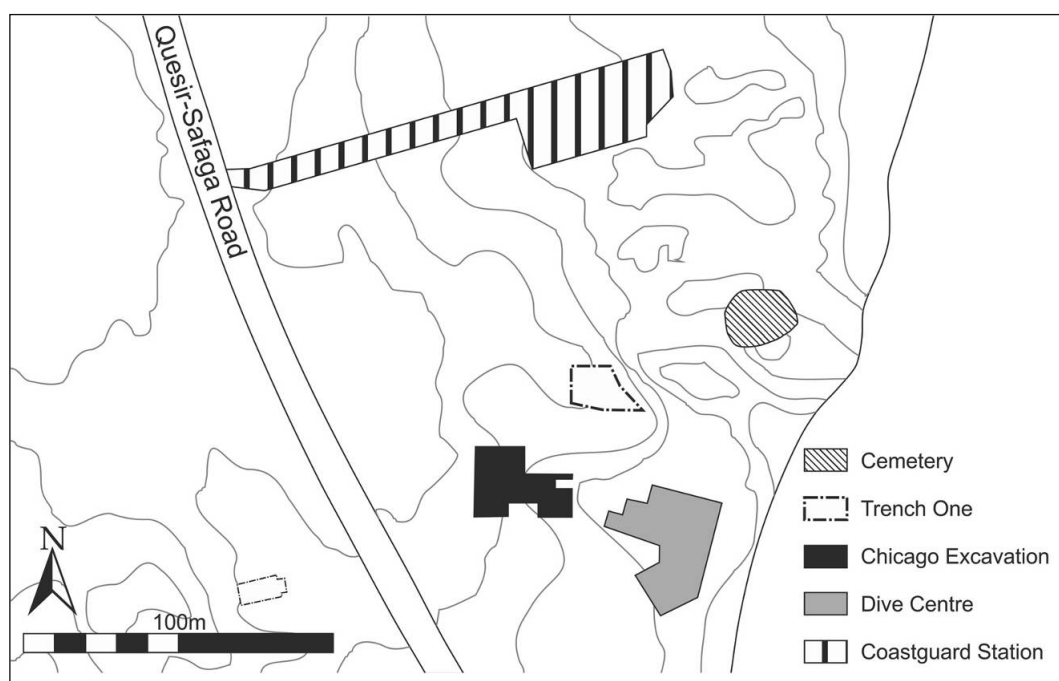 Quesir-Safaga Road
Cemetery
Trench One
Chicago Excavation
Dive Centre
Coastguard Station
N
100m